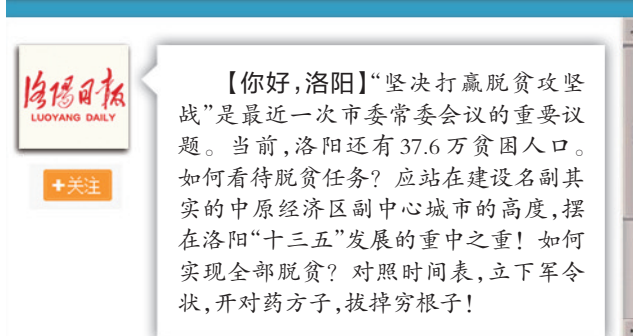 洛阳日报
LUOYANG DAILY
+关注
【你好,洛阳】“坚决打赢脱贫攻坚
战”是最近一次市委常委会议的重要议
题。当前,洛阳还有37.6万贫困人口。
如何看待脱贫任务?应站在建设名副其
实的中原经济区副中心城市的高度,摆
在洛阳“十三五”发展的重中之重!如何
实现全部脱贫?对照时间表,立下军令
状,开对药方子,拔掉穷根子!